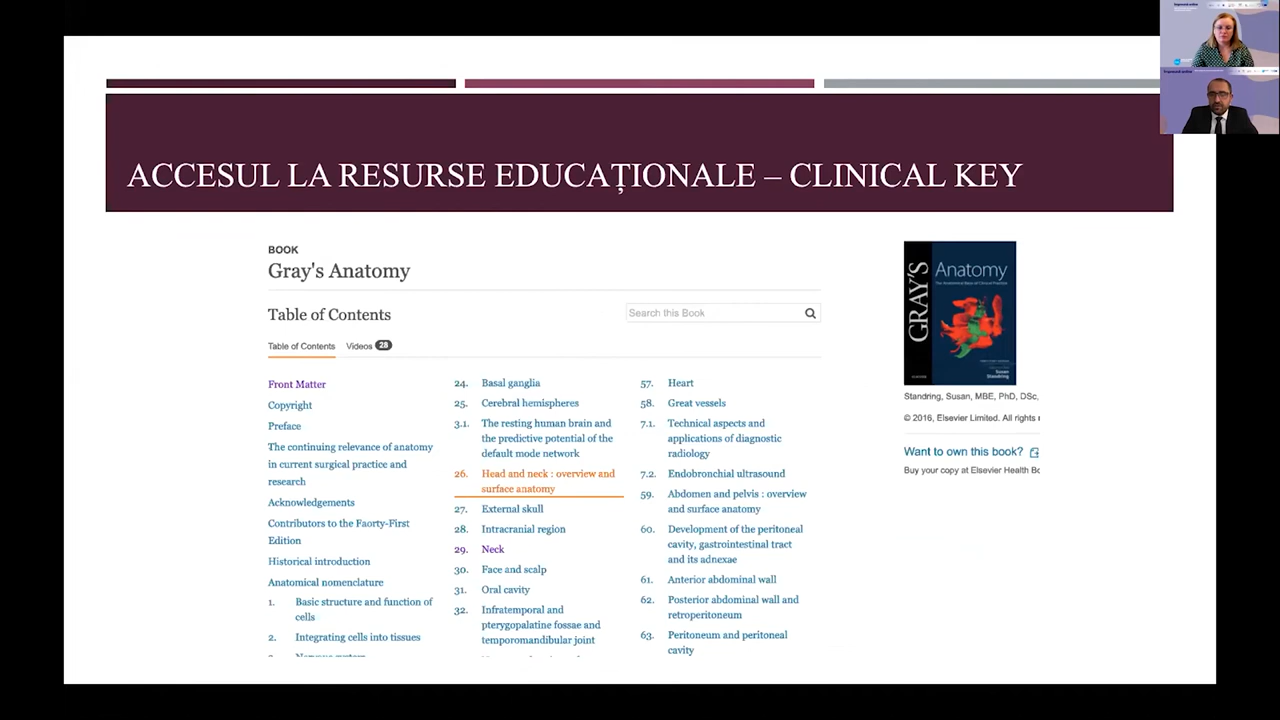 ACCESUL LA RESURSE EDUCAȚIONALE – CLINICAL KEY
BOOK
Gray's Anatomy
Table of Contents
Search this Book
Table of Contents
Videos 28
Front Matter
Copyright
Preface
The continuing relevance of anatomy
in current surgical practice and
research
Acknowledgements
Contributors to the Faorty-First
Edition
Historical introduction
Anatomical nomenclature
1. Basic structure and function of
cells
2. Integrating cells into tissues
24. Basal ganglia
25. Cerebral hemispheres
3.1. The resting human brain and
the predictive potential of the
default mode network
26. Head and neck : overview and
surface anatomy
27. External skull
28. Intracranial region
29. Neck
30. Face and scalp
31. Oral cavity
32. Infratemporal and
pterygopalatine fossae and
temporomandibular joint
57. Heart
58. Great vessels
7.1. Technical aspects and
applications of diagnostic
radiology
7.2. Endobronchial ultrasound
59. Abdomen and pelvis : overview
and surface anatomy
60. Development of the peritoneal
cavity, gastrointestinal tract
and its adnexae
61. Anterior abdominal wall
62. Posterior abdominal wall and
retroperitoneum
63. Peritoneum and peritoneal
cavity
GRAY'S
Anatomy
The Anatomical Basis of Clinical Practice
Susan
Standring
Standring, Susan, MBE, PhD, DSc,
© 2016, Elsevier Limited. All rights
Want to own this book?
Buy your copy at Elsevier Health